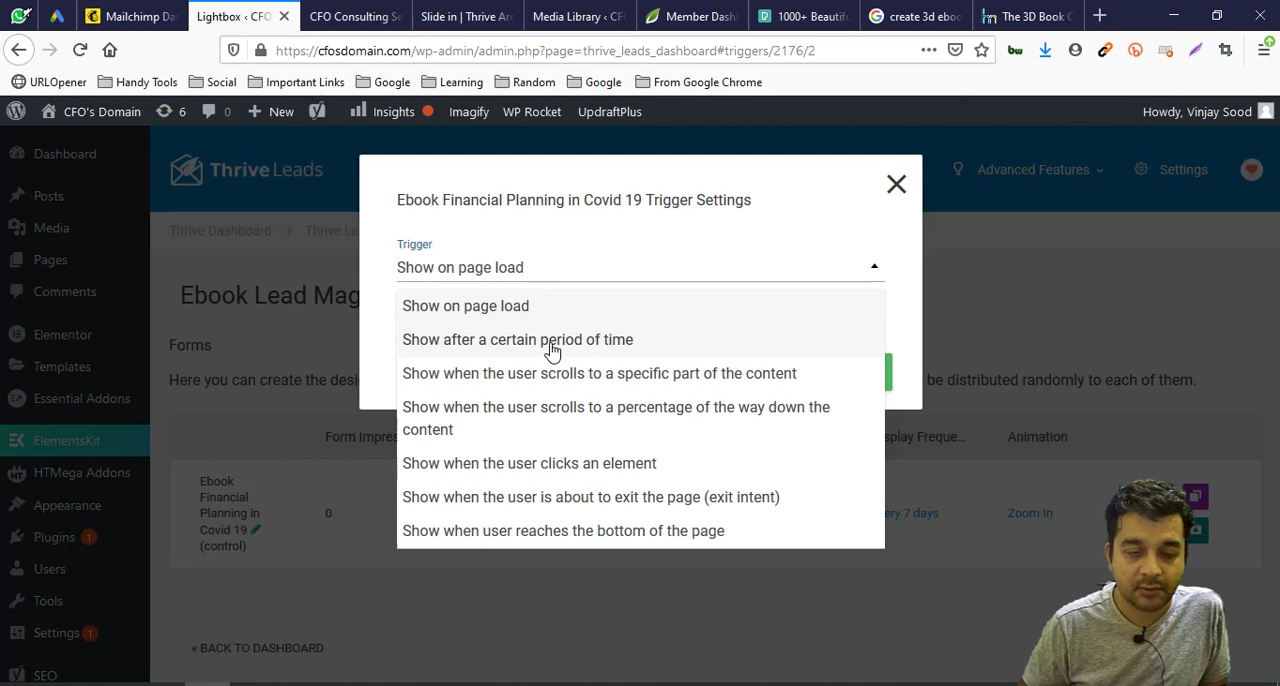 Mailchimp Das
Lightbox ‹ CFO
CFO Consulting Se
Slide in | Thrive Arc
Media Library ‹ CFO
Member Dash
1000+ Beautifu
create 3d eboo
The 3D Book C
https://cfosdomain.com/wp-admin/admin.php?page=thrive_leads_dashboard#triggers/2176/2
URLOpener
Handy Tools
Social
Important Links
Google
Learning
Random
Google
From Google Chrome
CFO's Domain
6
0
New
Insights
Imagify
WP Rocket
UpdraftPlus
Howdy, Vinjay Sood
Dashboard
Posts
Media
Pages
Comments
Elementor
Templates
Essential Addons
ElementsKit
HTMega Addons
Appearance
Plugins 1
Users
Tools
Settings 1
SEO
Thrive Leads
Advanced Features
Settings
Thrive Dashboard
Thrive Le
Ebook Lead Mag
Forms
Here you can create the desi
be distributed randomly to each of them.
Form Impres
play Freque...
Animation
Ebook
Financial
Planning in
Covid 19
(control)
0
ery 7 days
Zoom In
« BACK TO DASHBOARD
Ebook Financial Planning in Covid 19 Trigger Settings
Trigger
Show on page load
Show on page load
Show after a certain period of time
Show when the user scrolls to a specific part of the content
Show when the user scrolls to a percentage of the way down the
content
Show when the user clicks an element
Show when the user is about to exit the page (exit intent)
Show when user reaches the bottom of the page